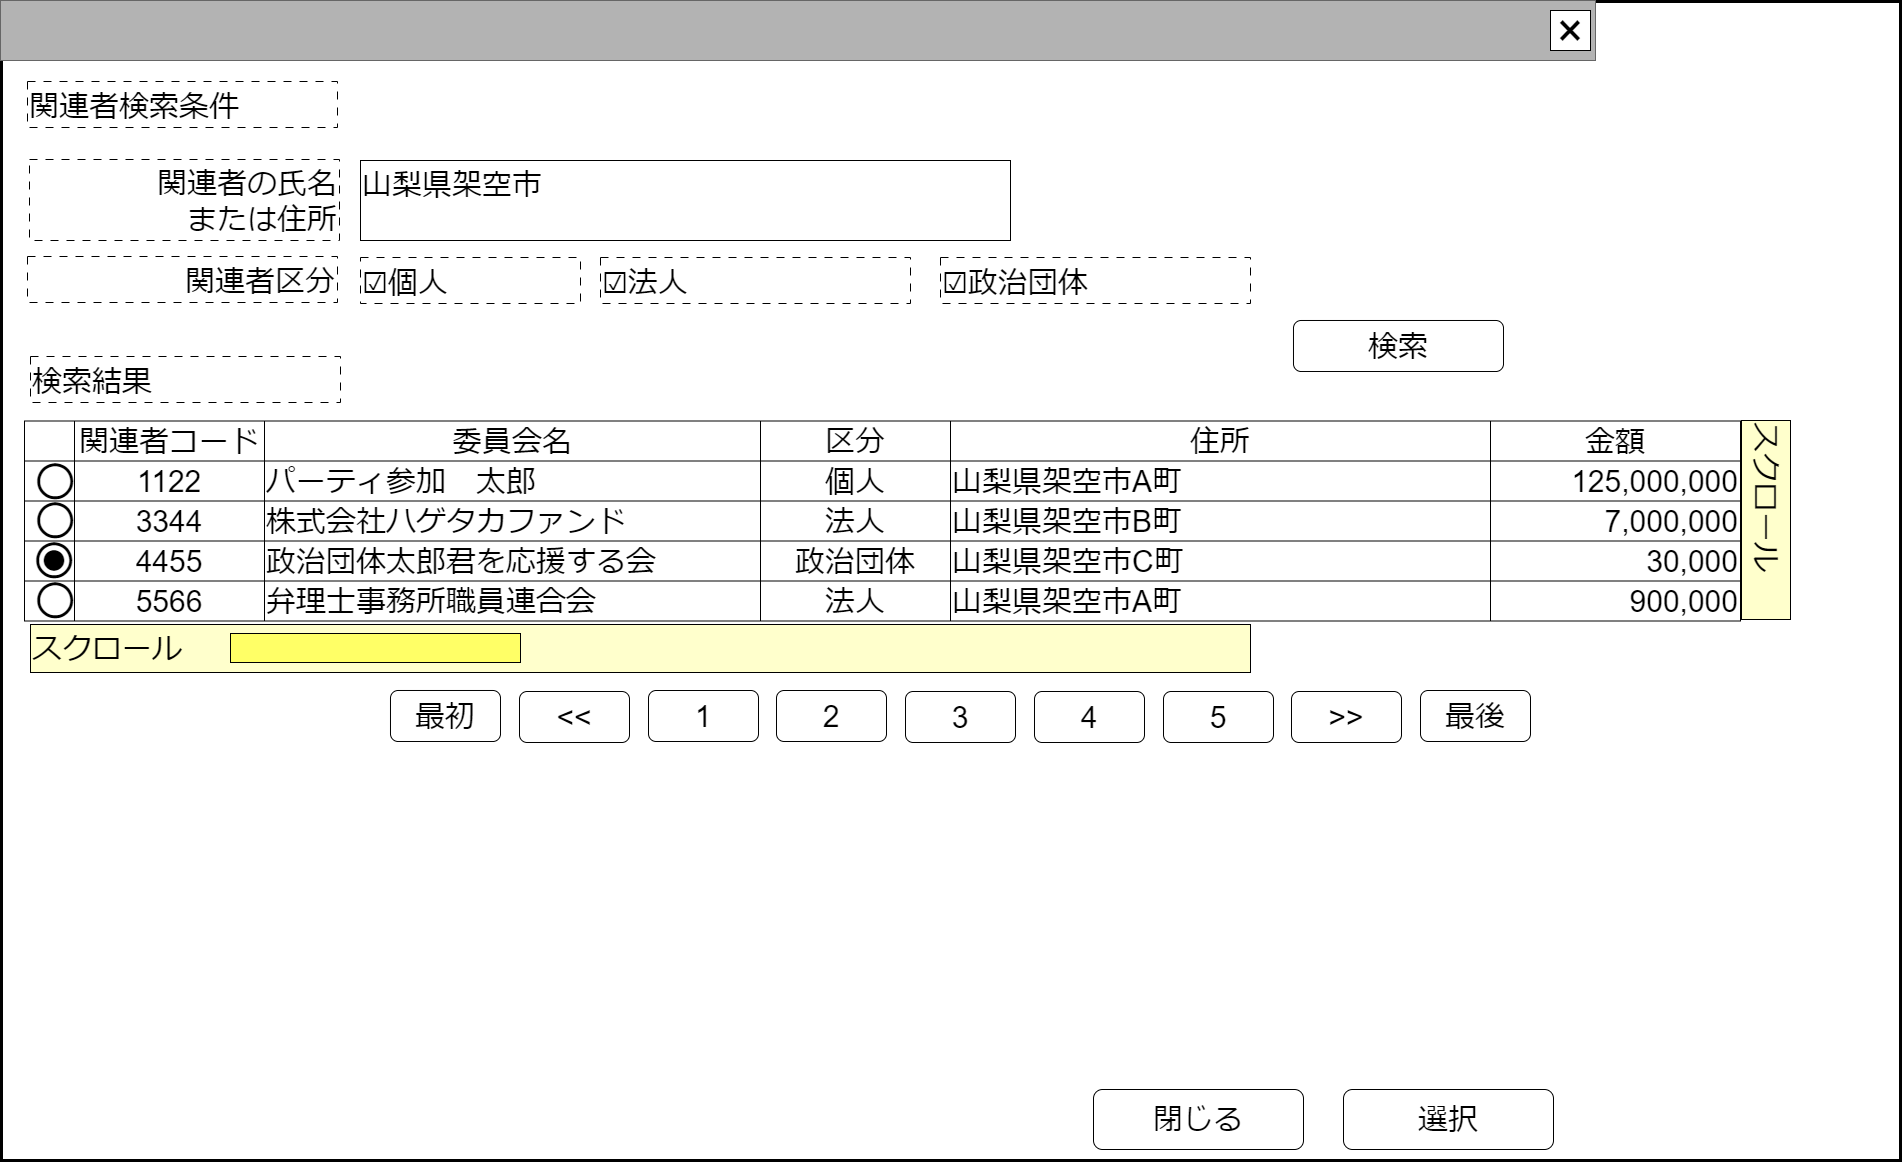 ×
関連者検索条件
関連者の氏名
または住所
山梨県架空市
関連者区分
☑個人
☑法人
☑政治団体
検索
検索結果
関連者コード 委員会名 区分 住所 金額
1122 パーティ参加　太郎 個人 山梨県架空市A町 125,000,000
3344 株式会社ハゲタカファンド 法人 山梨県架空市B町 7,000,000
4455 政治団体太郎君を応援する会 政治団体 山梨県架空市C町 30,000
5566 弁理士事務所職員連合会 法人 山梨県架空市A町 900,000
スクロール
スクロール
最初 << 1 2 3 4 5 >> 最後
閉じる 選択